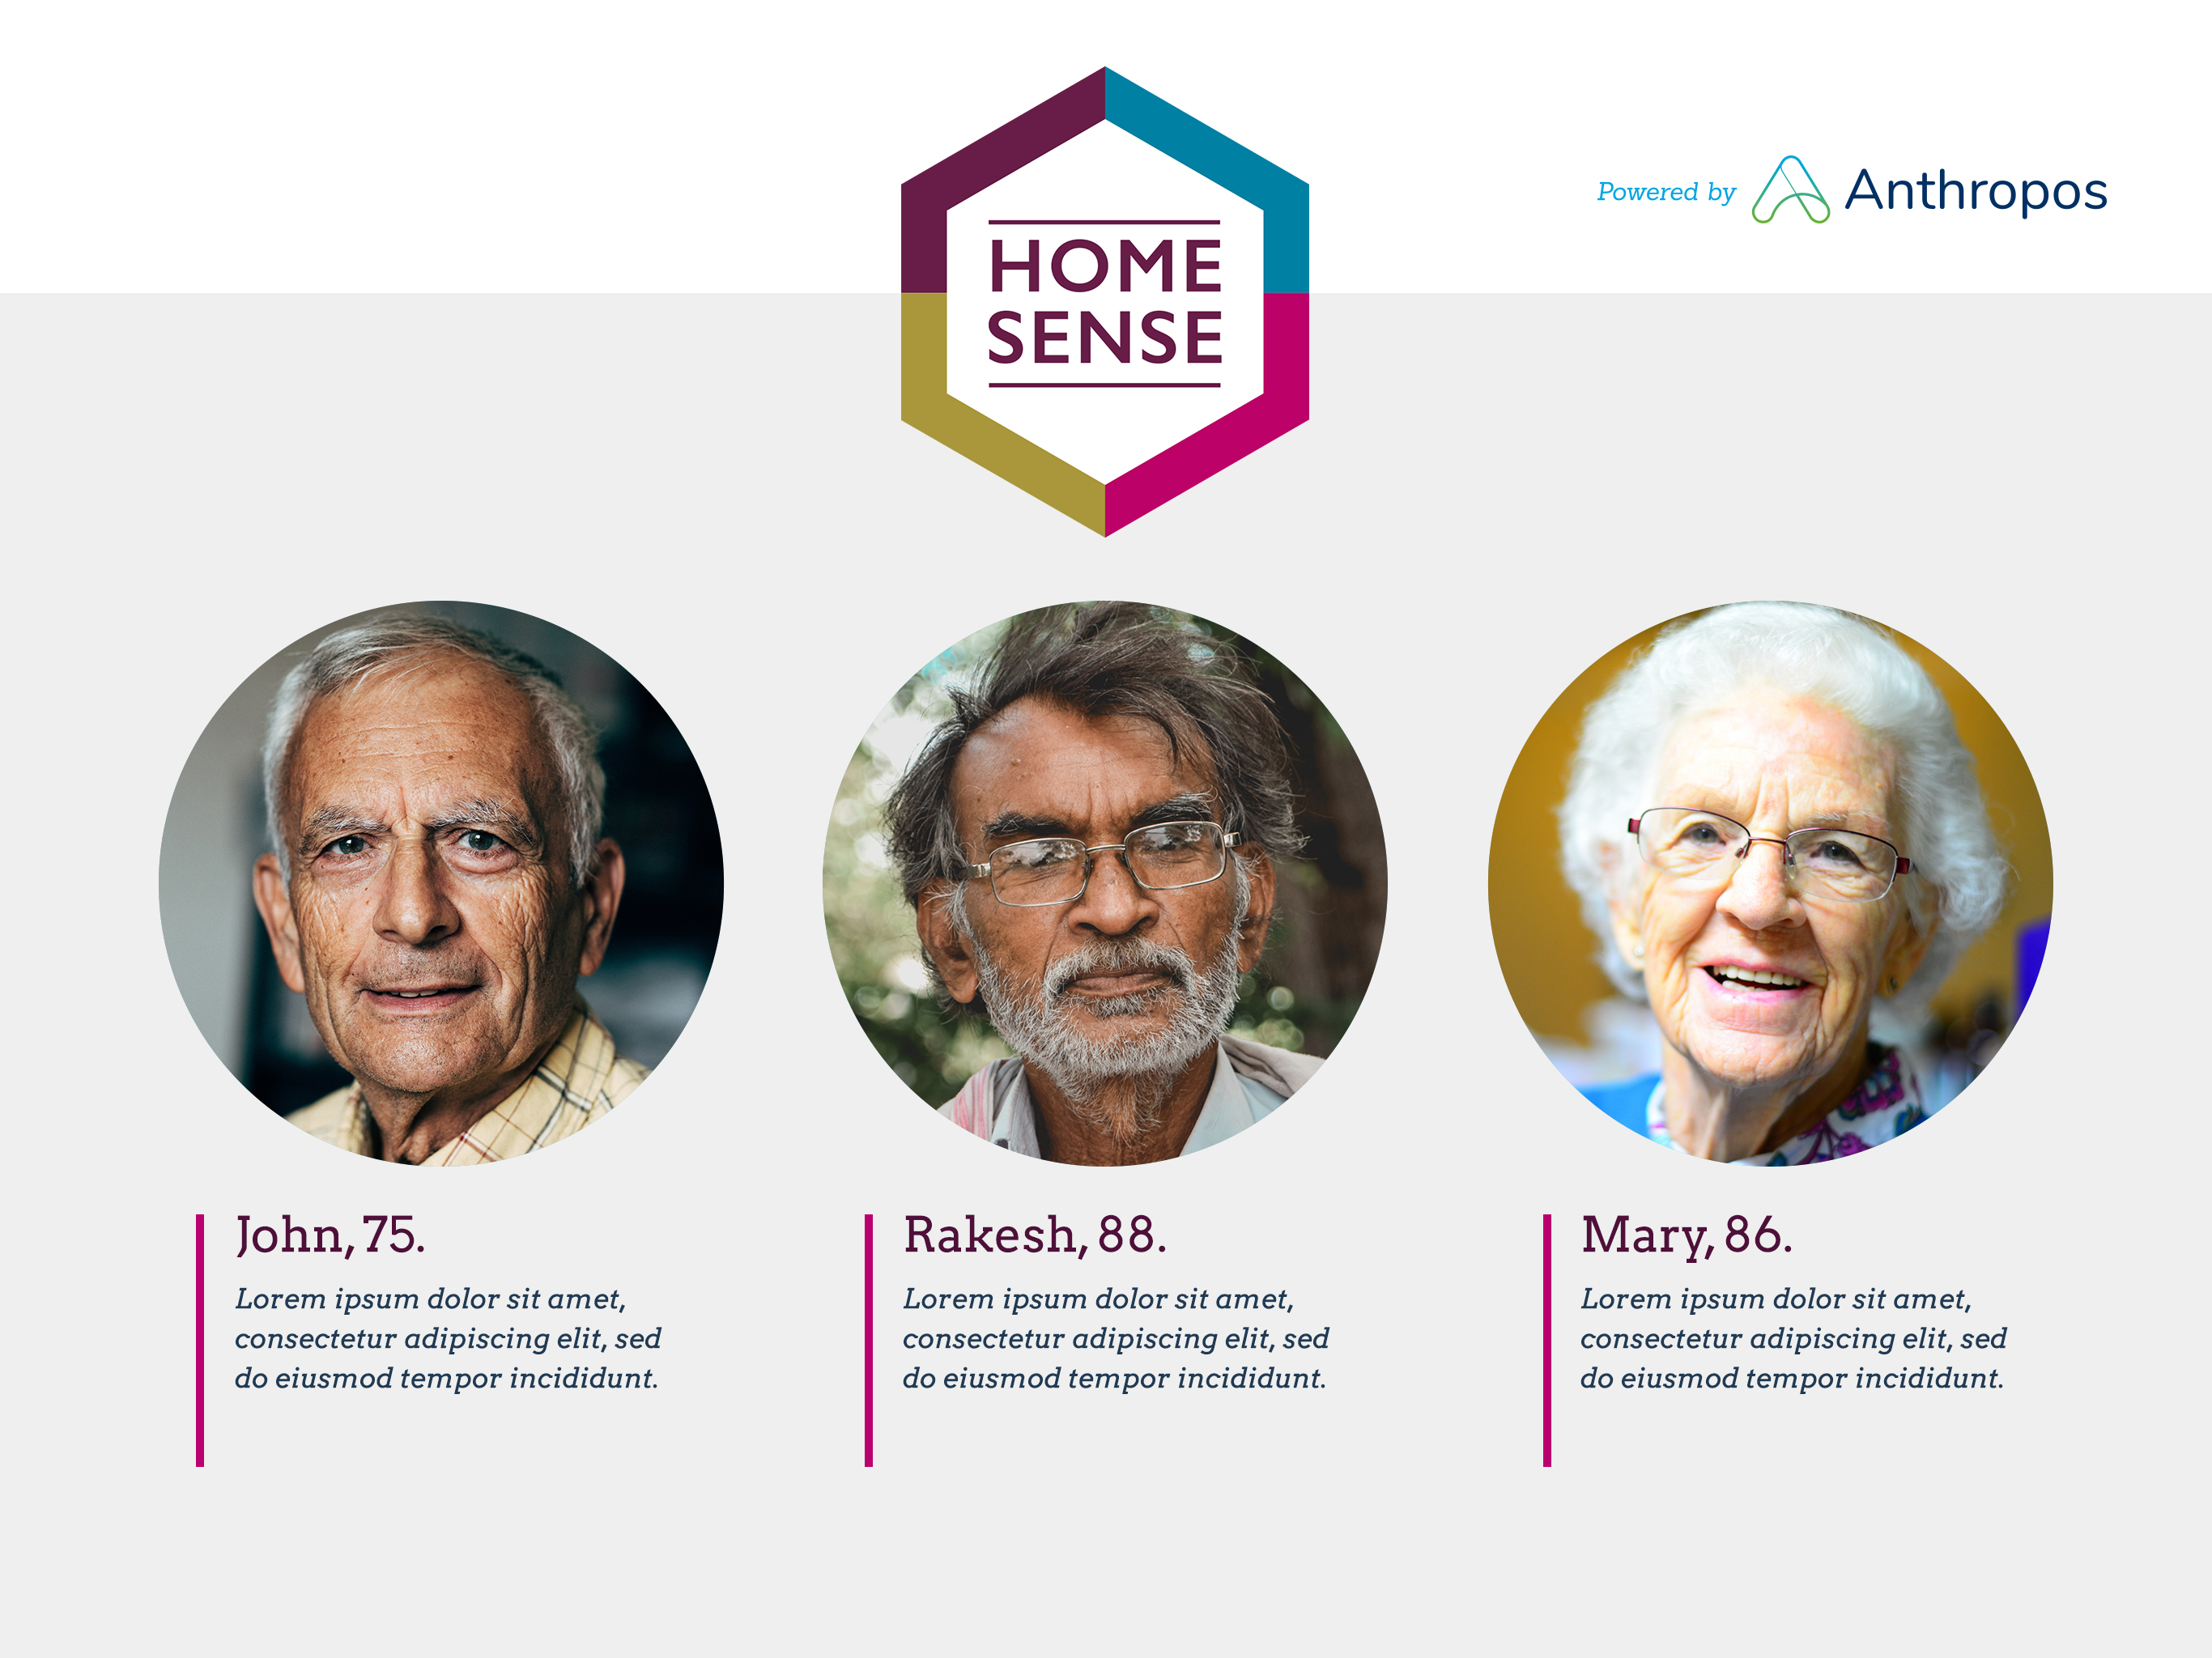 HOME
SENSE
Powered by Anthropos
John, 75.
Lorem ipsum dolor sit amet,
consectetur adipiscing elit, sed
do eiusmod tempor incididunt.
Rakesh, 88.
Lorem ipsum dolor sit amet,
consectetur adipiscing elit, sed
do eiusmod tempor incididunt.
Mary, 86.
Lorem ipsum dolor sit amet,
consectetur adipiscing elit, sed
do eiusmod tempor incididunt.